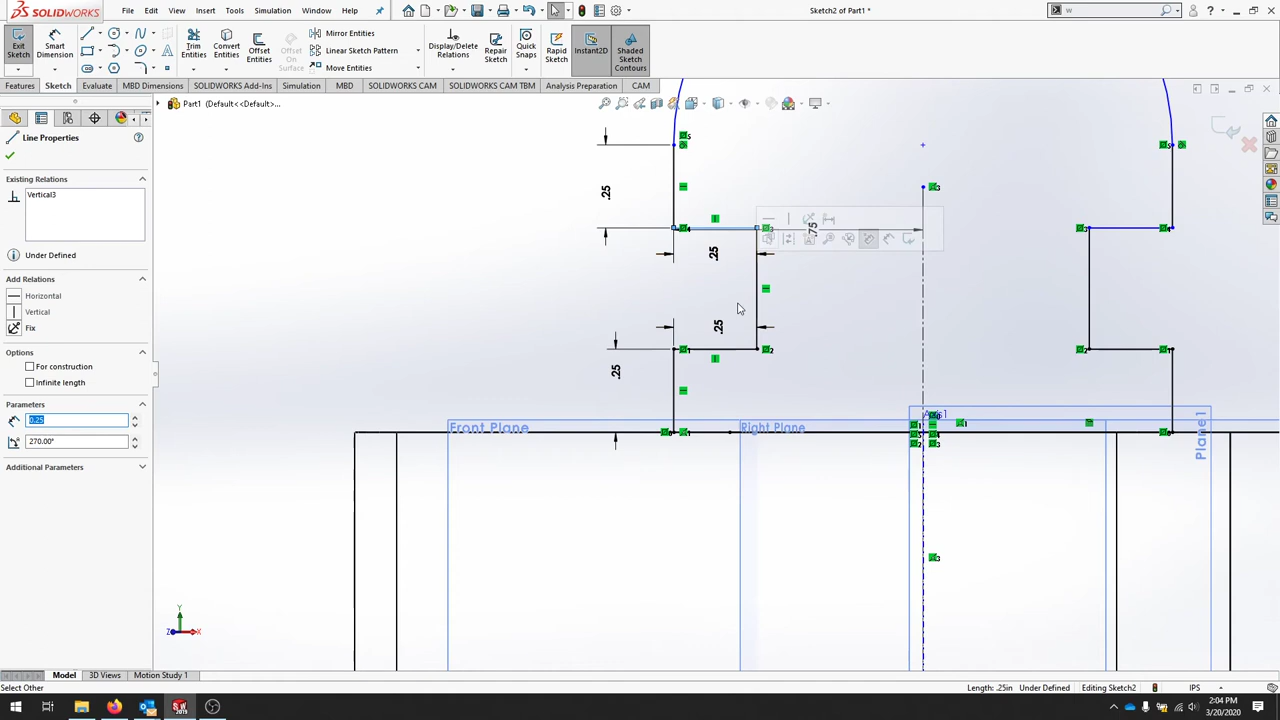 SOLIDWORKS
File Edit View Insert Tools Simulation Window Help
Sketch2 of Part1 *
w
Exit Sketch
Smart Dimension
Trim Entities
Convert Entities
Offset Entities
Offset On Surface
Mirror Entities
Linear Sketch Pattern
Move Entities
Display/Delete Relations
Repair Sketch
Quick Snaps
Rapid Sketch
Instant2D
Shaded Sketch Contours
Features Sketch Evaluate MBD Dimensions SOLIDWORKS Add-Ins Simulation MBD SOLIDWORKS CAM SOLIDWORKS CAM TBM Analysis Preparation CAM
Part1 (Default<<Default>...
Line Properties
Existing Relations
Vertical3
Under Defined
Add Relations
Horizontal
Vertical
Fix
Options
For construction
Infinite length
Parameters
0.25
270.00°
Additional Parameters
.25
.25
.75
.25
.25
Front Plane
Right Plane
Axis1
Plane1
Y
X
Z
Model 3D Views Motion Study 1
Select Other
Length: .25in Under Defined Editing Sketch2 IPS
2:04 PM
3/20/2020